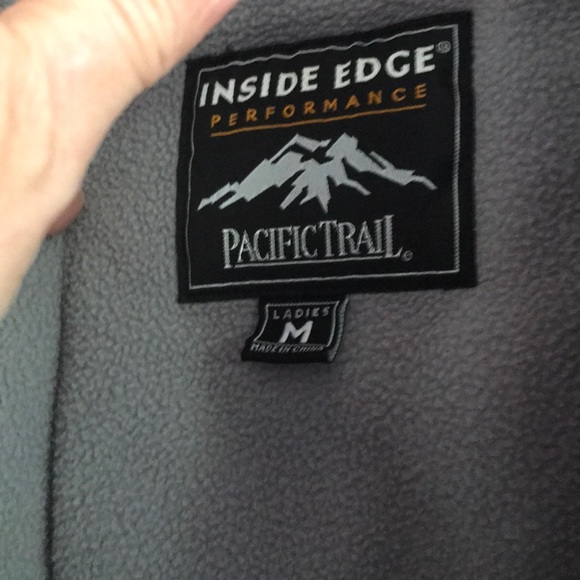 INSIDE EDGE®
PERFORMANCE
PACIFIC TRAIL®
LADIES
M
MADE IN CHINA